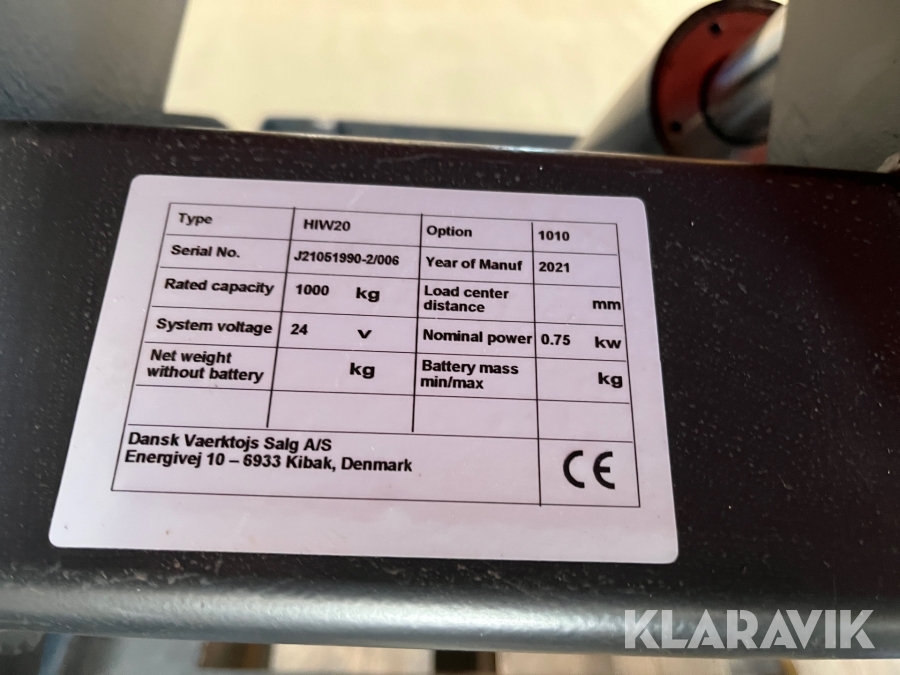 Type HIW20 Option 1010
Serial No. J21051990-2/006 Year of Manuf 2021
Rated capacity 1000 kg Load center distance mm
System voltage 24 v Nominal power 0.75 kw
Net weight without battery kg Battery mass min/max kg
Dansk Vaerktojs Salg A/S
Energivej 10 – 6933 Kibak, Denmark
CE
KLARAVIK